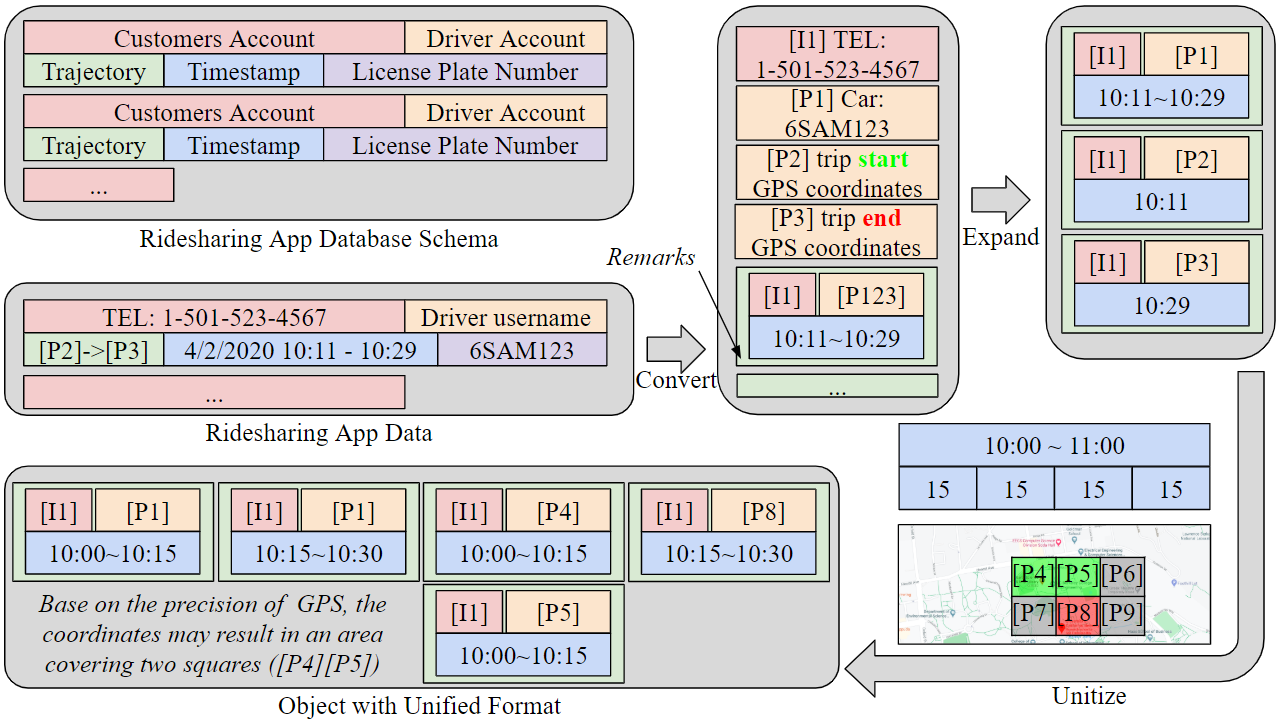 Customers Account
Driver Account
Trajectory
Timestamp
License Plate Number
Customers Account
Driver Account
Trajectory
Timestamp
License Plate Number
...
Ridesharing App Database Schema
TEL: 1-501-523-4567
Driver username
[P2]->[P3]
4/2/2020 10:11 - 10:29
6SAM123
...
Ridesharing App Data
Convert
Remarks
[I1] TEL:
1-501-523-4567
[P1] Car:
6SAM123
[P2] trip start
GPS coordinates
[P3] trip end
GPS coordinates
[I1]
[P123]
10:11~10:29
...
Expand
[I1]
[P1]
10:11~10:29
[I1]
[P2]
10:11
[I1]
[P3]
10:29
10:00 ~ 11:00
15
15
15
15
[P4]
[P5]
[P6]
[P7]
[P8]
[P9]
Unitize
[I1]
[P1]
10:00~10:15
[I1]
[P1]
10:15~10:30
[I1]
[P4]
10:00~10:15
[I1]
[P8]
10:15~10:30
Base on the precision of GPS, the
coordinates may result in an area
covering two squares ([P4][P5])
[I1]
[P5]
10:00~10:15
Object with Unified Format